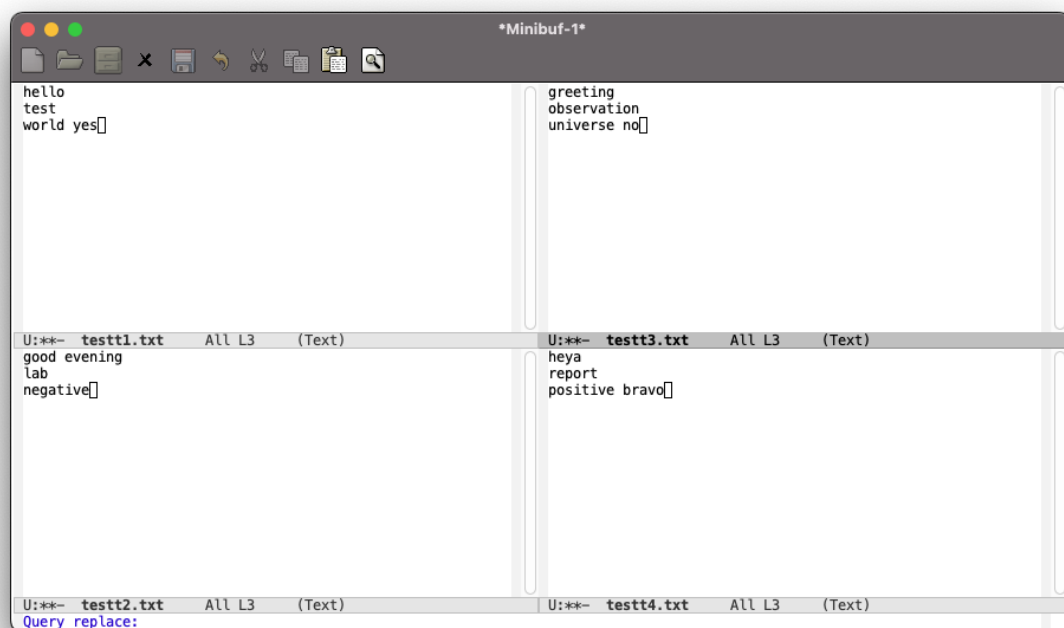 *Minibuf-1*
hello
test
world yes
U:**-  testt1.txt     All L3     (Text)
greeting
observation
universe no
U:**-  testt3.txt     All L3     (Text)
good evening
lab
negative
U:**-  testt2.txt     All L3     (Text)
heya
report
positive bravo
U:**-  testt4.txt     All L3     (Text)
Query replace: